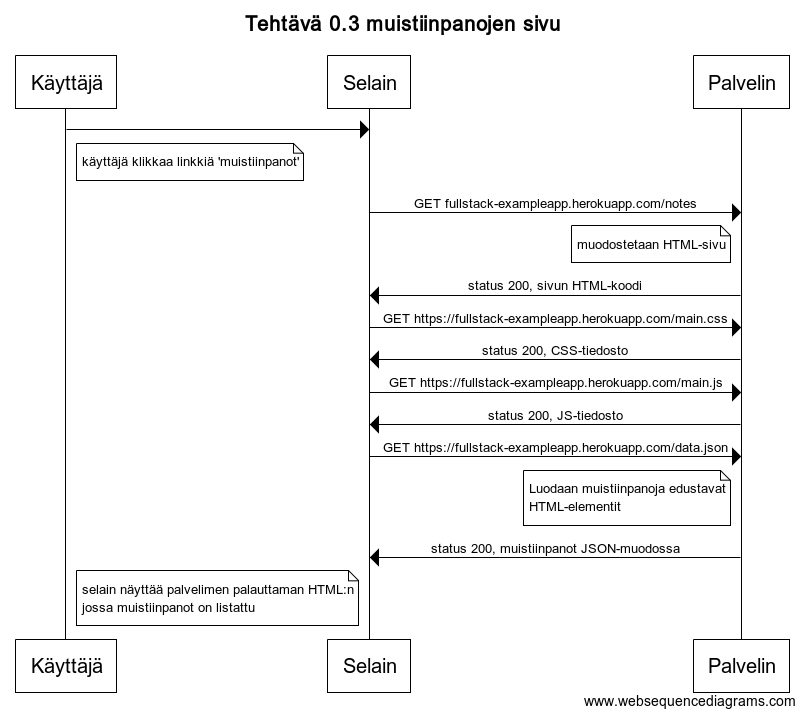 Tehtävä 0.3 muistiinpanojen sivu
Käyttäjä
Selain
Palvelin
käyttäjä klikkaa linkkiä 'muistiinpanot'
GET fullstack-exampleapp.herokuapp.com/notes
muodostetaan HTML-sivu
status 200, sivun HTML-koodi
GET https://fullstack-exampleapp.herokuapp.com/main.css
status 200, CSS-tiedosto
GET https://fullstack-exampleapp.herokuapp.com/main.js
status 200, JS-tiedosto
GET https://fullstack-exampleapp.herokuapp.com/data.json
Luodaan muistiinpanoja edustavat
HTML-elementit
status 200, muistiinpanot JSON-muodossa
selain näyttää palvelimen palauttaman HTML:n
jossa muistiinpanot on listattu
Käyttäjä
Selain
Palvelin
www.websequencediagrams.com